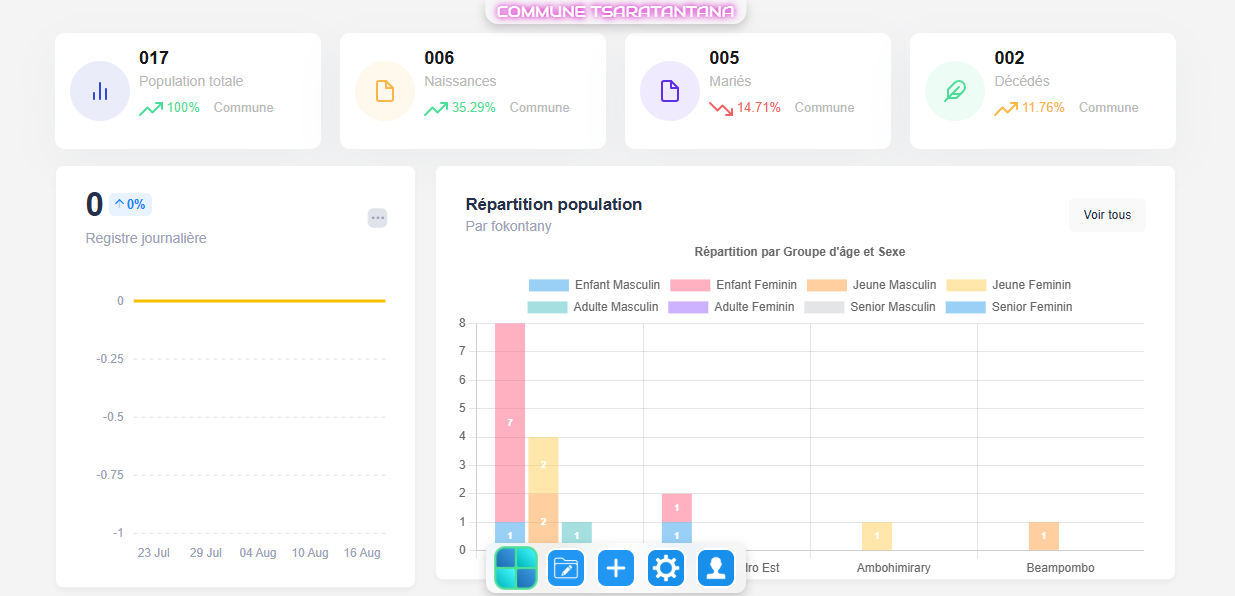 COMMUNE TSARATANTANA
017
Population totale
100% Commune
006
Naissances
35.29% Commune
005
Mariés
14.71% Commune
002
Décédés
11.76% Commune
0 0%
Registre journalière
0
-0.25
-0.5
-0.75
-1
23 Jul 29 Jul 04 Aug 10 Aug 16 Aug
Répartition population
Par fokontany
Voir tous
Répartition par Groupe d'âge et Sexe
Enfant Masculin Enfant Feminin Jeune Masculin Jeune Feminin
Adulte Masculin Adulte Feminin Senior Masculin Senior Feminin
8
7
6
5
4
3
2
1
0
7
1
2
2
1
1
1
1
1
Est Ambohimirary Beampombo